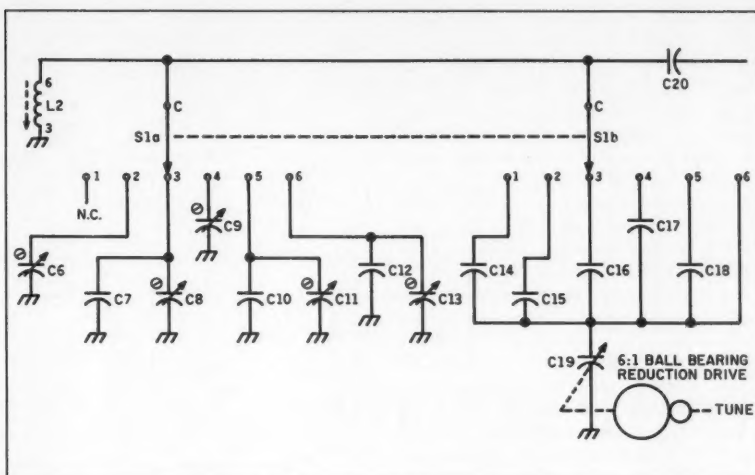 C20
6
L2
3
C
C
S1a
S1b
1
2
3
4
5
6
1
2
3
4
5
6
N.C.
C9
C17
C6
C7
C8
C10
C11
C12
C13
C14
C15
C16
C18
C19
6:1 BALL BEARING
REDUCTION DRIVE
TUNE